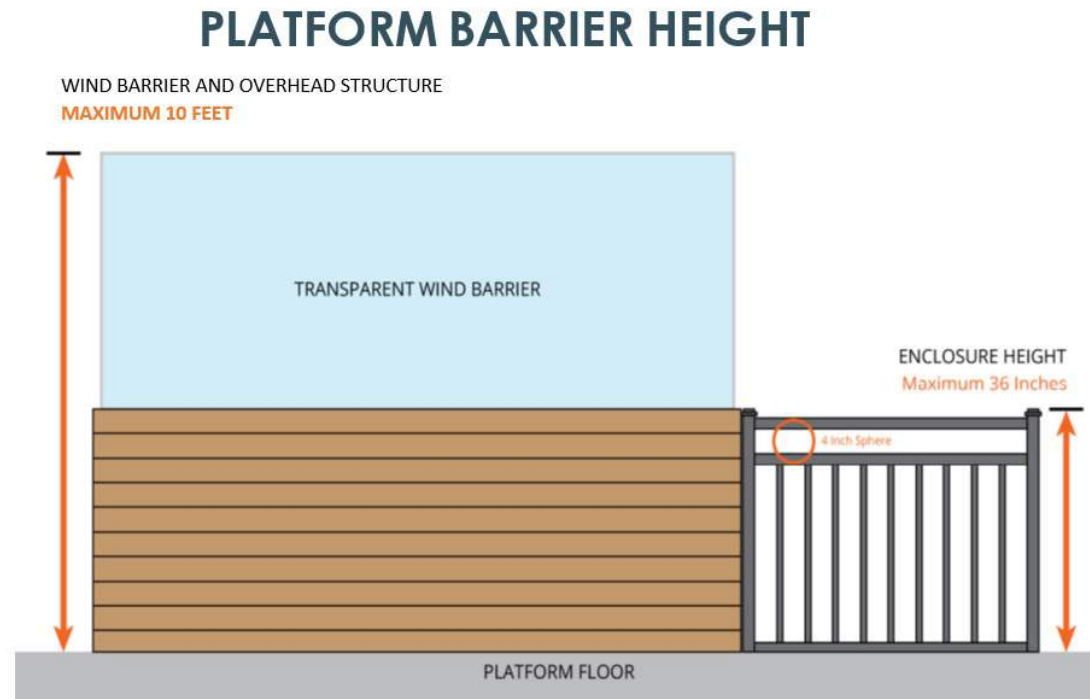 PLATFORM BARRIER HEIGHT
WIND BARRIER AND OVERHEAD STRUCTURE
MAXIMUM 10 FEET
TRANSPARENT WIND BARRIER
ENCLOSURE HEIGHT
Maximum 36 Inches
4 Inch Sphere
PLATFORM FLOOR